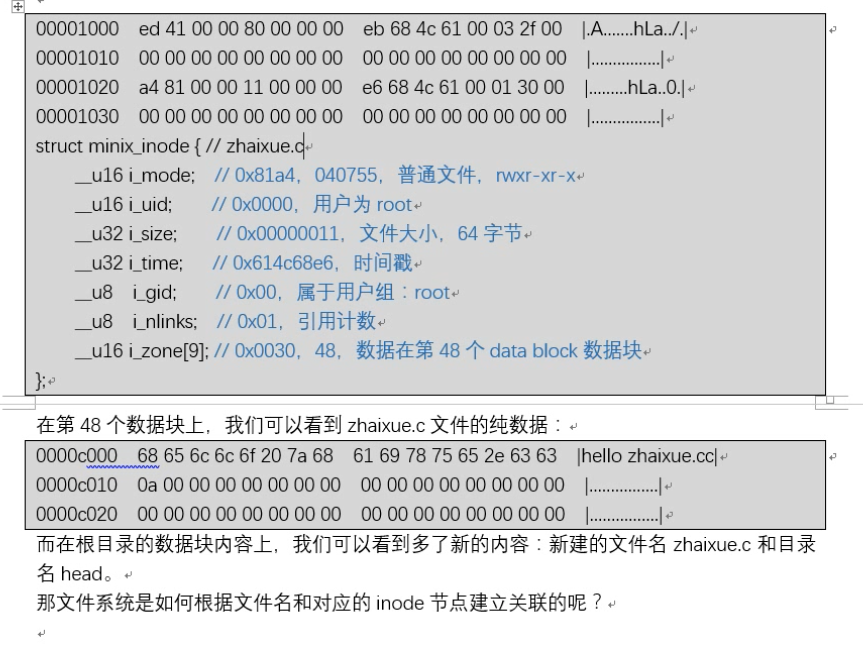 00001000 ed 41 00 00 80 00 00 00 eb 68 4c 61 00 03 2f 00 |.A.......hLa../.|
00001010 00 00 00 00 00 00 00 00 00 00 00 00 00 00 00 00 |................|
00001020 a4 81 00 00 11 00 00 00 e6 68 4c 61 00 01 30 00 |.........hLa..0.|
00001030 00 00 00 00 00 00 00 00 00 00 00 00 00 00 00 00 |................|
struct minix_inode { // zhaixue.c
__u16 i_mode; // 0x81a4，040755，普通文件，rwxr-xr-x
__u16 i_uid; // 0x0000，用户为 root
__u32 i_size; // 0x00000011，文件大小，64 字节
__u32 i_time; // 0x614c68e6，时间戳
__u8 i_gid; // 0x00，属于用户组：root
__u8 i_nlinks; // 0x01，引用计数
__u16 i_zone[9]; // 0x0030，48，数据在第 48 个 data block 数据块
};
在第 48 个数据块上，我们可以看到 zhaixue.c 文件的纯数据：
0000c000 68 65 6c 6c 6f 20 7a 68 61 69 78 75 65 2e 63 63 |hello zhaixue.cc|
0000c010 0a 00 00 00 00 00 00 00 00 00 00 00 00 00 00 00 |................|
0000c020 00 00 00 00 00 00 00 00 00 00 00 00 00 00 00 00 |................|
而在根目录的数据块内容上，我们可以看到多了新的内容：新建的文件名 zhaixue.c 和目录
名 head。
那文件系统是如何根据文件名和对应的 inode 节点建立关联的呢？